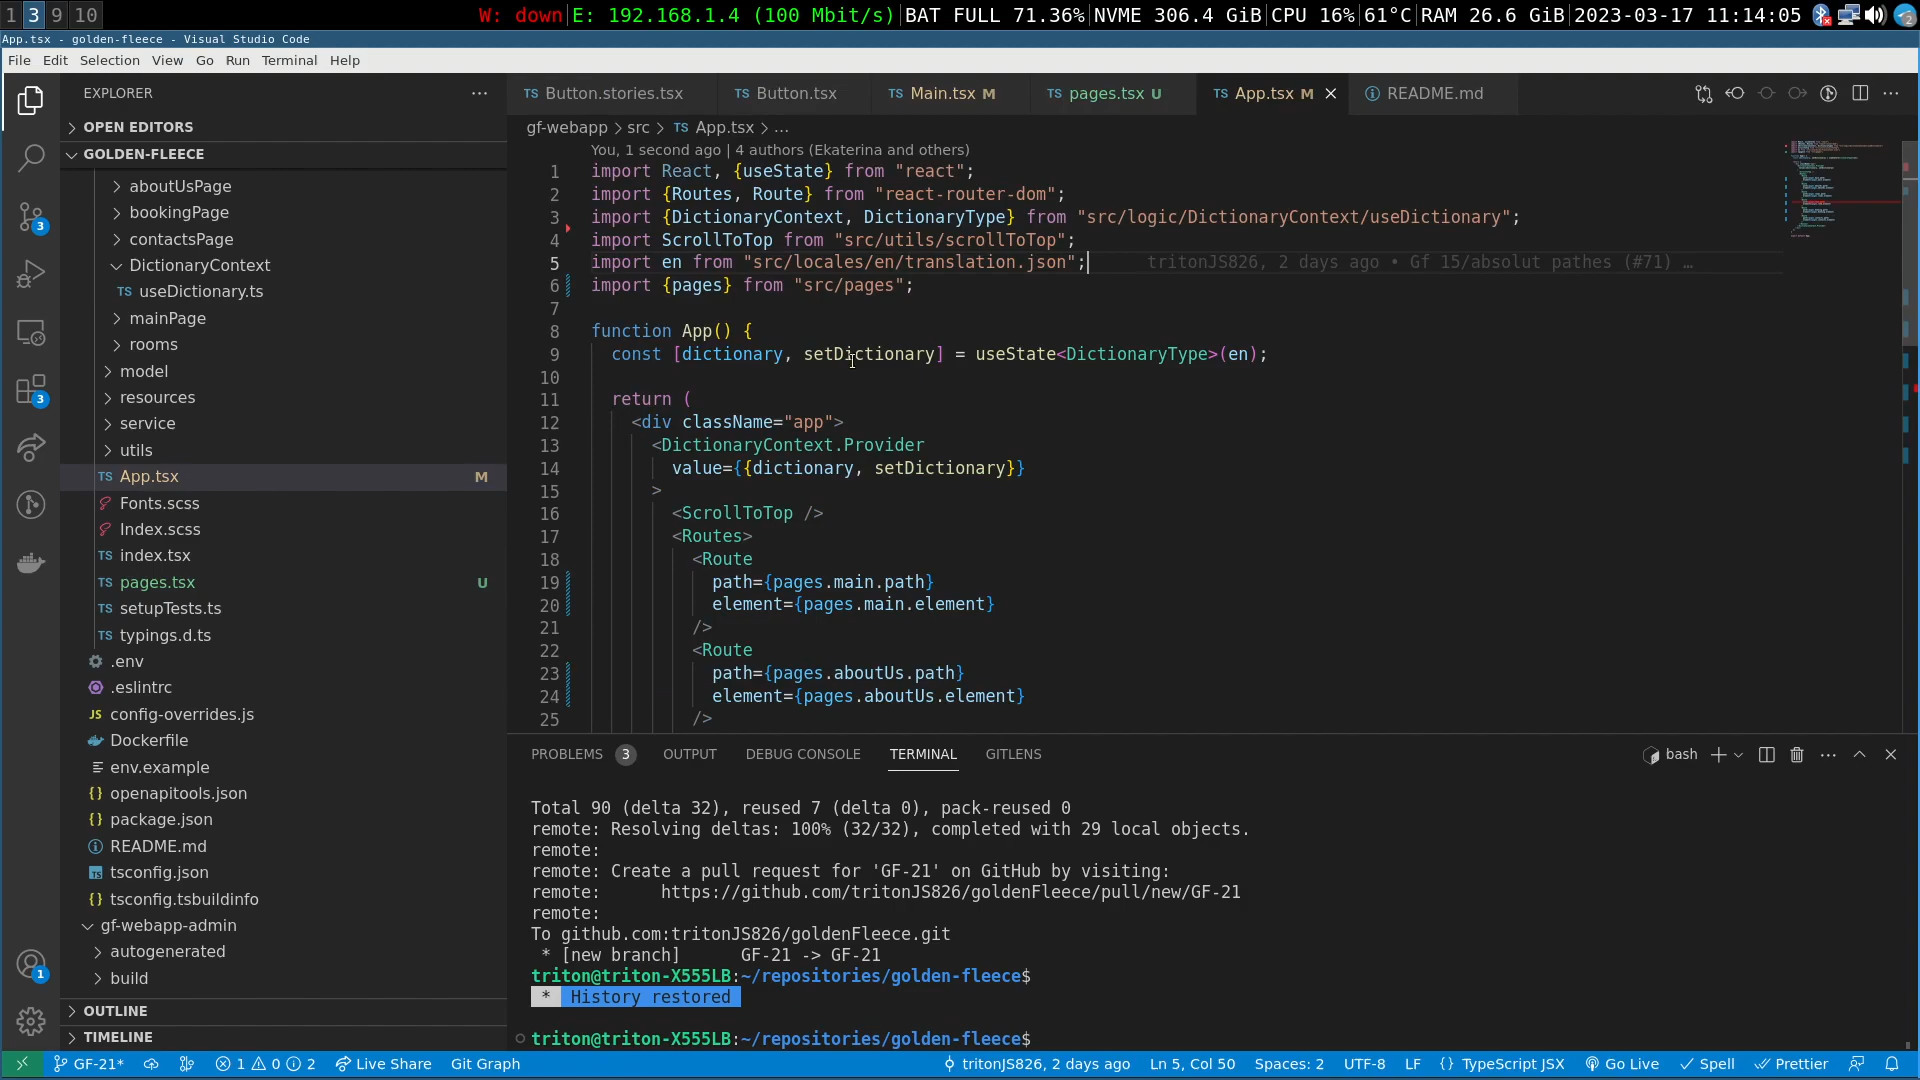 1 3 9 10
W: down|E: 192.168.1.4 (100 Mbit/s)|BAT FULL 71.36%|NVME 306.4 GiB|CPU 16%|61°C|RAM 26.6 GiB|2023-03-17 11:14:05
App.tsx - golden-fleece - Visual Studio Code
File Edit Selection View Go Run Terminal Help
EXPLORER
OPEN EDITORS
GOLDEN-FLEECE
aboutUsPage
bookingPage
contactsPage
DictionaryContext
TS useDictionary.ts
mainPage
rooms
model
resources
service
utils
TS App.tsx M
Fonts.scss
Index.scss
TS index.tsx
TS pages.tsx U
TS setupTests.ts
TS typings.d.ts
.env
.eslintrc
JS config-overrides.js
Dockerfile
env.example
{} openapitools.json
{} package.json
README.md
TS tsconfig.json
{} tsconfig.tsbuildinfo
gf-webapp-admin
autogenerated
build
OUTLINE
TIMELINE
3
3
1
TS Button.stories.tsx TS Button.tsx TS Main.tsx M TS pages.tsx U TS App.tsx M README.md
gf-webapp > src > TS App.tsx > ...
You, 1 second ago | 4 authors (Ekaterina and others)
1 import React, {useState} from "react";
2 import {Routes, Route} from "react-router-dom";
3 import {DictionaryContext, DictionaryType} from "src/logic/DictionaryContext/useDictionary";
4 import ScrollToTop from "src/utils/scrollToTop";
5 import en from "src/locales/en/translation.json"; tritonJS826, 2 days ago • Gf 15/absolut pathes (#71) …
6 import {pages} from "src/pages";
7
8 function App() {
9 const [dictionary, setDictionary] = useState<DictionaryType>(en);
10
11 return (
12 <div className="app">
13 <DictionaryContext.Provider
14 value={{dictionary, setDictionary}}
15 >
16 <ScrollToTop />
17 <Routes>
18 <Route
19 path={pages.main.path}
20 element={pages.main.element}
21 />
22 <Route
23 path={pages.aboutUs.path}
24 element={pages.aboutUs.element}
25 />
PROBLEMS 3 OUTPUT DEBUG CONSOLE TERMINAL GITLENS
bash
Total 90 (delta 32), reused 7 (delta 0), pack-reused 0
remote: Resolving deltas: 100% (32/32), completed with 29 local objects.
remote:
remote: Create a pull request for 'GF-21' on GitHub by visiting:
remote: https://github.com/tritonJS826/goldenFleece/pull/new/GF-21
remote:
To github.com:tritonJS826/goldenFleece.git
* [new branch] GF-21 -> GF-21
triton@triton-X555LB:~/repositories/golden-fleece$
* History restored
triton@triton-X555LB:~/repositories/golden-fleece$
GF-21* 1 0 2 Live Share Git Graph tritonJS826, 2 days ago Ln 5, Col 50 Spaces: 2 UTF-8 LF {} TypeScript JSX Go Live Spell Prettier